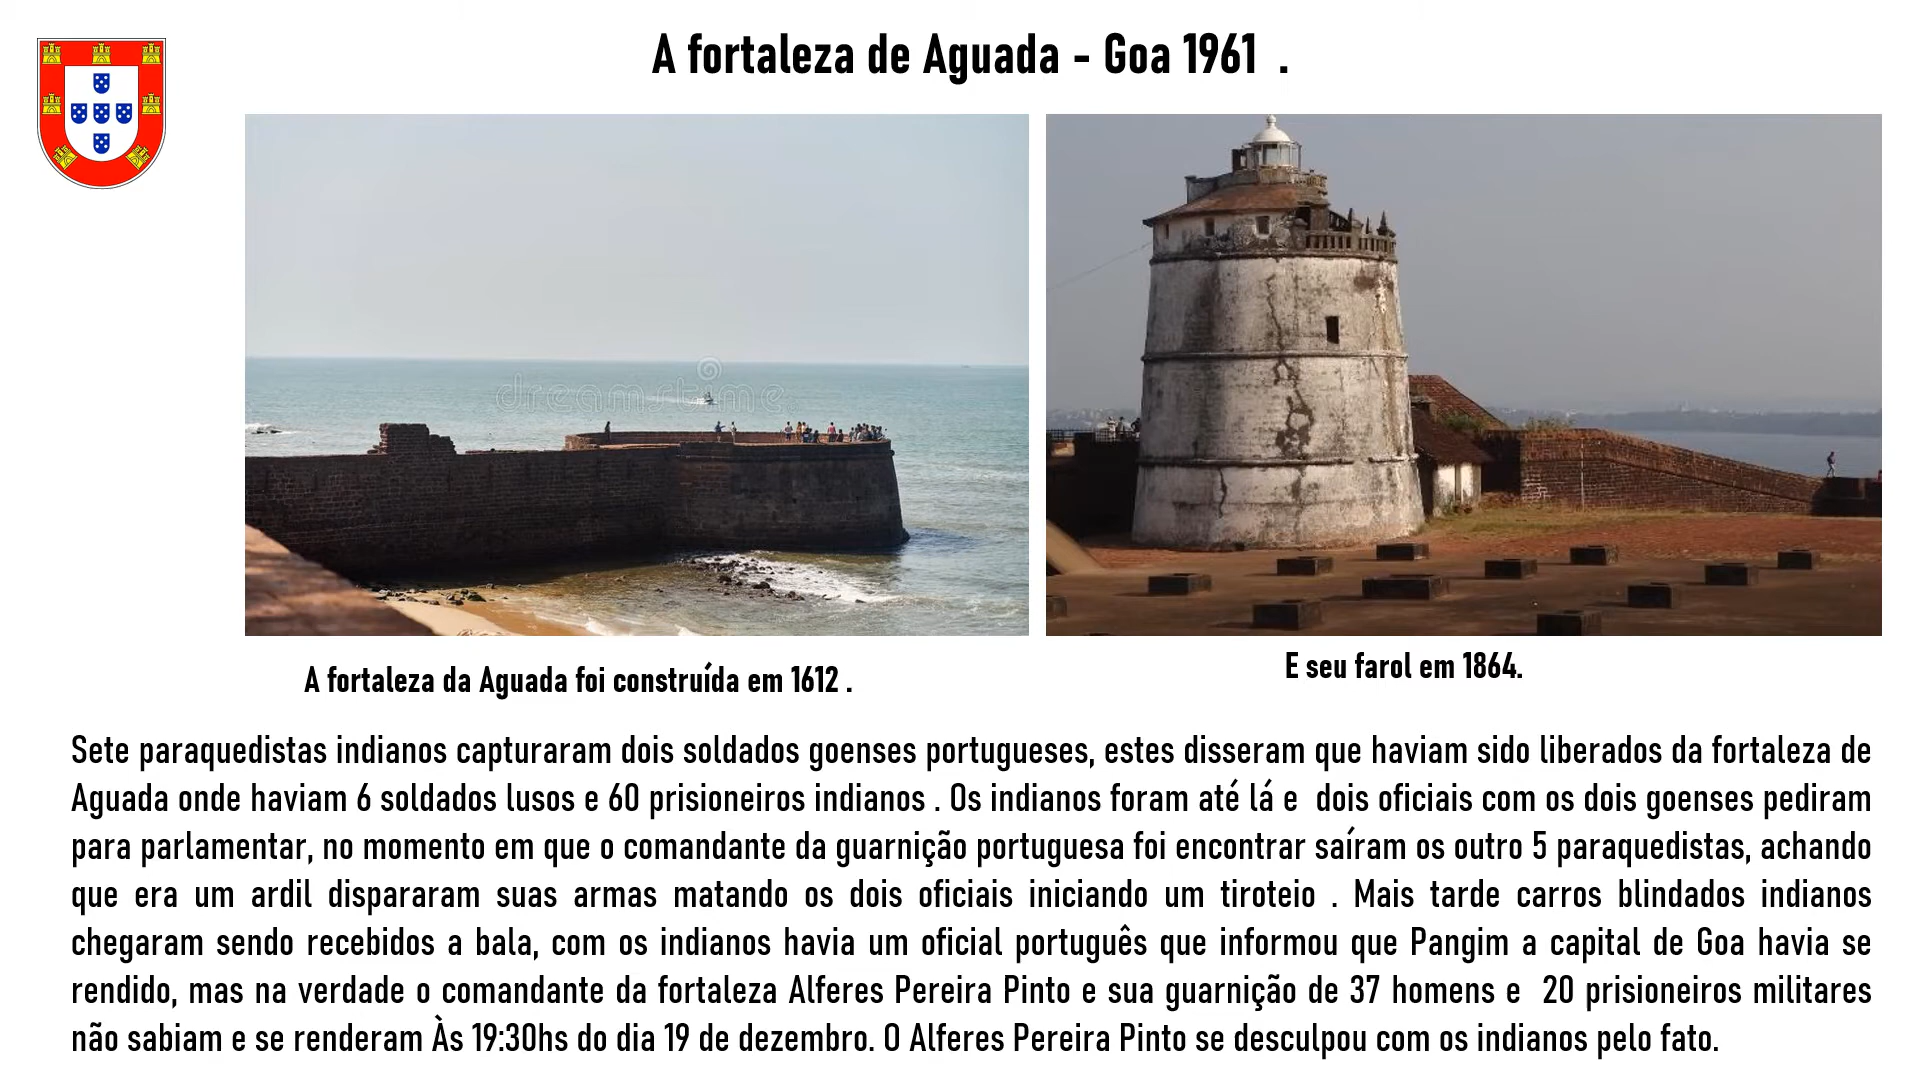 A fortaleza de Aguada - Goa 1961 .
dreamstime
A fortaleza da Aguada foi construída em 1612 .
E seu farol em 1864.
Sete paraquedistas indianos capturaram dois soldados goenses portugueses, estes disseram que haviam sido liberados da fortaleza de
Aguada onde haviam 6 soldados lusos e 60 prisioneiros indianos . Os indianos foram até lá e dois oficiais com os dois goenses pediram
para parlamentar, no momento em que o comandante da guarnição portuguesa foi encontrar saíram os outro 5 paraquedistas, achando
que era um ardil dispararam suas armas matando os dois oficiais iniciando um tiroteio . Mais tarde carros blindados indianos
chegaram sendo recebidos a bala, com os indianos havia um oficial português que informou que Pangim a capital de Goa havia se
rendido, mas na verdade o comandante da fortaleza Alferes Pereira Pinto e sua guarnição de 37 homens e 20 prisioneiros militares
não sabiam e se renderam Às 19:30hs do dia 19 de dezembro. O Alferes Pereira Pinto se desculpou com os indianos pelo fato.